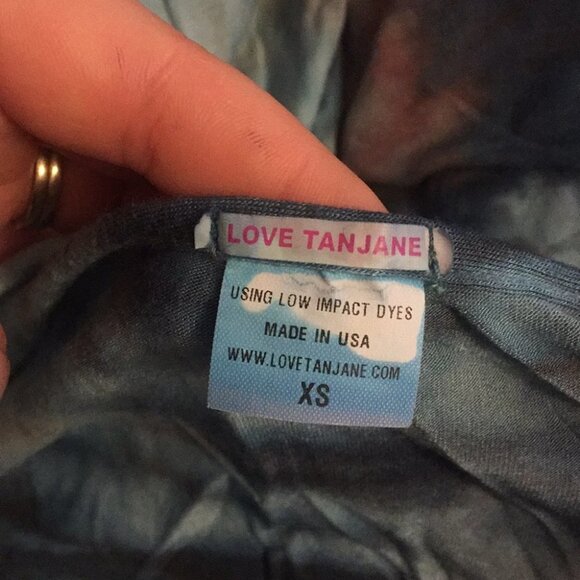 LOVE TANJANE
USING LOW IMPACT DYES
MADE IN USA
WWW.LOVETANJANE.COM
XS